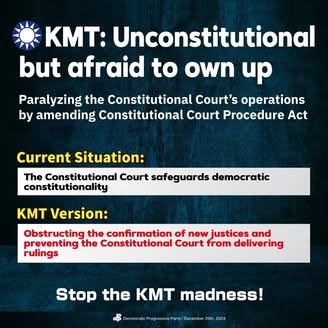 KMT: Unconstitutional
but afraid to own up
Paralyzing the Constitutional Court's operations
by amending Constitutional Court Procedure Act
Current Situation:
The Constitutional Court safeguards democratic
constitutionality
KMT Version:
Obstructing the confirmation of new justices and
preventing the Constitutional Court from delivering
rulings
Stop the KMT madness!
Democratic Progressive Party / December 20th, 2024